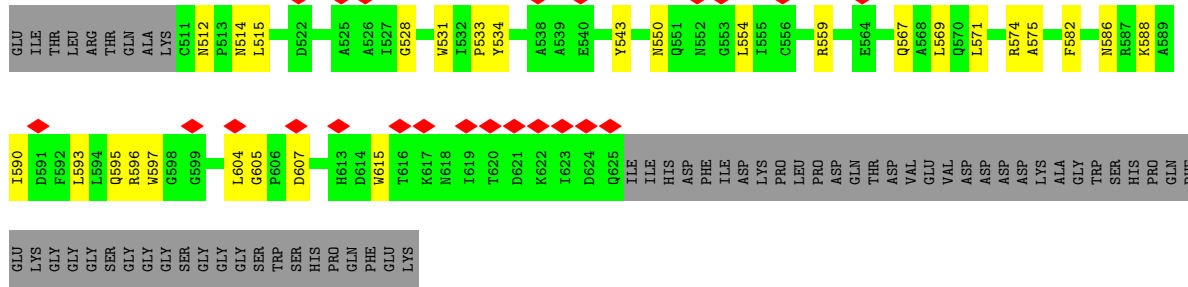 GLU ILE THR LEU ARG THR GLN ALA LYS C511 N512 P513 N514 L515 D522 A525 A526 I527 G528 W531 I532 P533 Y534 A538 A539 E540 Y543 N550 Q551 N552 G553 L554 I555 C556 R559 E564 Q567 A568 L569 Q570 L571 R574 A575 F582 N586 R587 K588 A589
I590 D591 F592 L593 L594 Q595 R596 W597 G598 G599 L604 G605 P606 D607 H613 D614 W615 T616 K617 N618 I619 T620 D621 K622 I623 D624 Q625 ILE ILE HIS ASP PHE ILE ASP LYS PRO LEU PRO ASP GLN THR ASP VAL GLU VAL ASP ASP ASP ASP LYS ALA GLY TRP SER HIS PRO GLN
GLU LYS GLY GLY GLY SER GLY GLY GLY SER GLY GLY GLY SER TRP SER HIS PRO GLN PHE GLU LYS